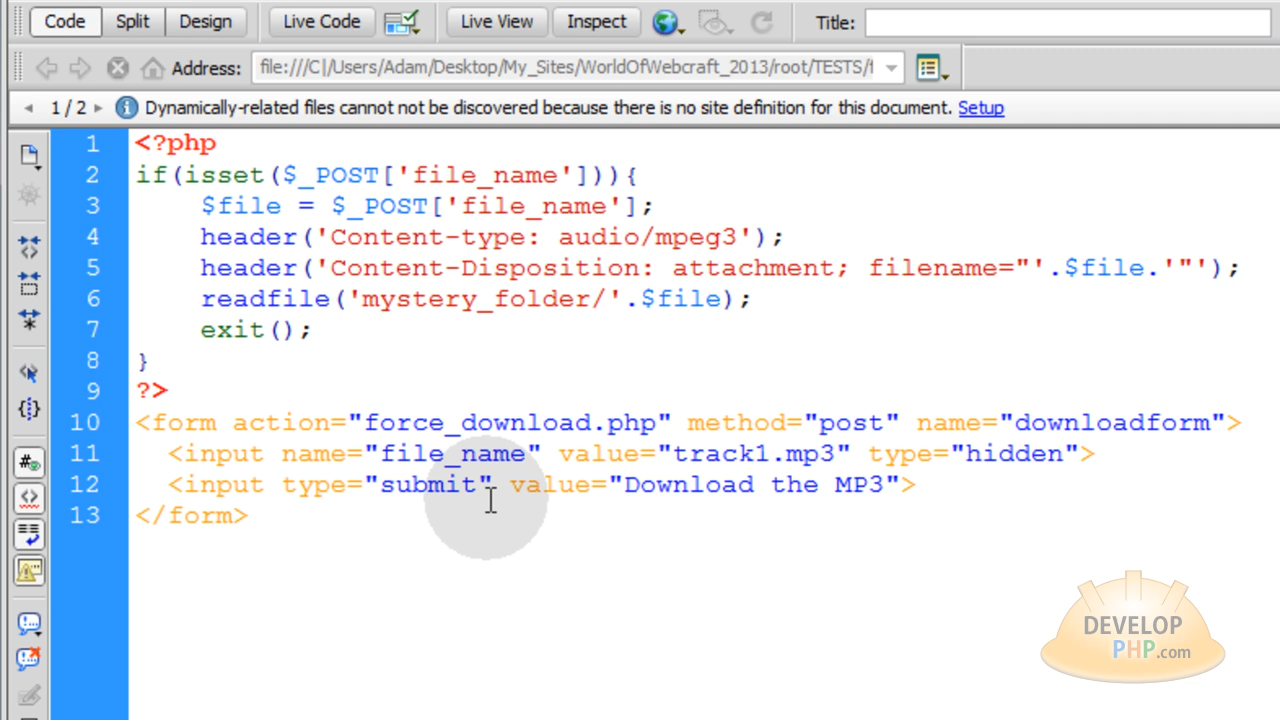 Code Split Design Live Code Live View Inspect Title:
Address: file:///C|/Users/Adam/Desktop/My_Sites/WorldOfWebcraft_2013/root/TESTS/f
1 / 2 Dynamically-related files cannot not be discovered because there is no site definition for this document. Setup
1 <?php
2 if(isset($_POST['file_name'])){
3 $file = $_POST['file_name'];
4 header('Content-type: audio/mpeg3');
5 header('Content-Disposition: attachment; filename="'.$file.'"');
6 readfile('mystery_folder/'.$file);
7 exit();
8 }
9 ?>
10 <form action="force_download.php" method="post" name="downloadform">
11 <input name="file_name" value="track1.mp3" type="hidden">
12 <input type="submit" value="Download the MP3">
13 </form>
DEVELOP
PHP.com